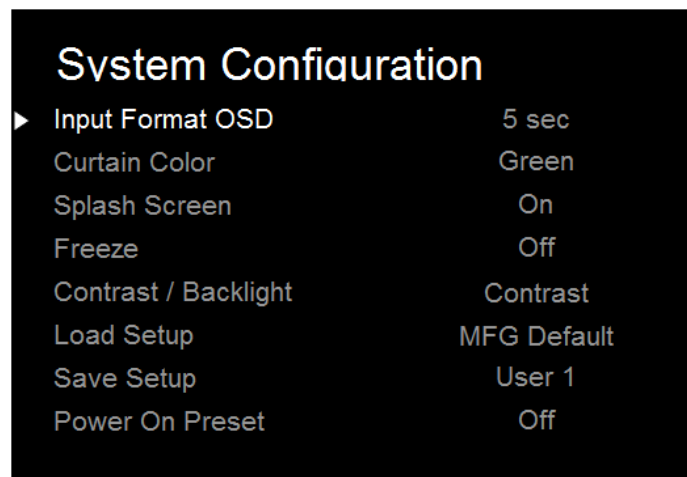 System Configuration
Input Format OSD 5 sec
Curtain Color Green
Splash Screen On
Freeze Off
Contrast / Backlight Contrast
Load Setup MFG Default
Save Setup User 1
Power On Preset Off